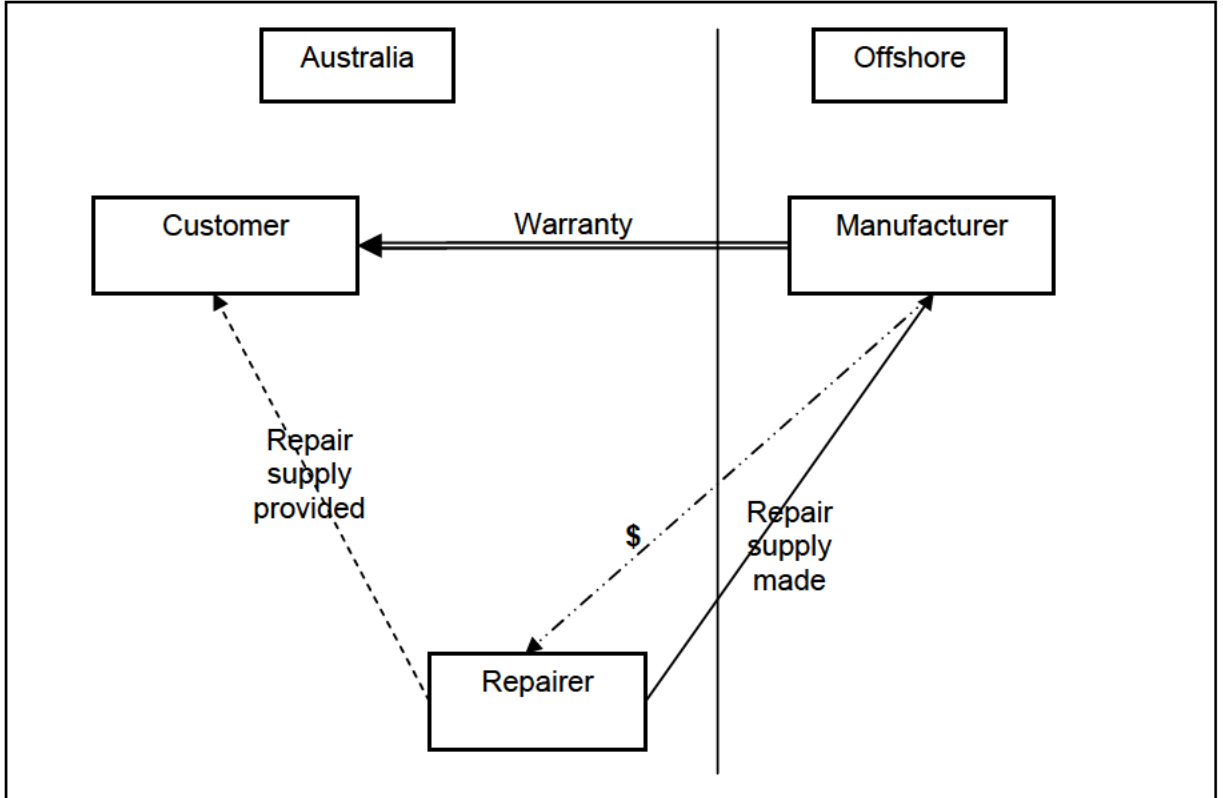 Australia
Offshore
Customer
Warranty
Manufacturer
Repair
supply
provided
$
Repair
supply
made
Repairer